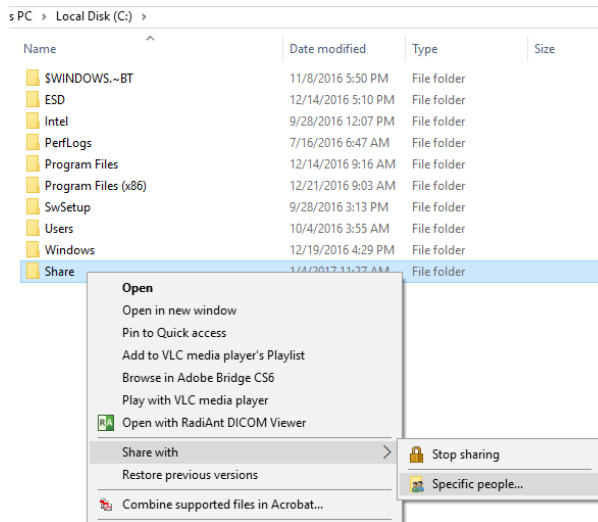 s PC > Local Disk (C:) >
Name Date modified Type Size
$WINDOWS.~BT 11/8/2016 5:50 PM File folder
ESD 12/14/2016 5:10 PM File folder
Intel 9/28/2016 12:07 PM File folder
PerfLogs 7/16/2016 6:47 AM File folder
Program Files 12/14/2016 9:16 AM File folder
Program Files (x86) 12/21/2016 9:03 AM File folder
SwSetup 9/28/2016 3:13 PM File folder
Users 10/4/2016 3:55 AM File folder
Windows 12/19/2016 4:29 PM File folder
Share 1/4/2017 11:27 AM File folder
Open
Open in new window
Pin to Quick access
Add to VLC media player's Playlist
Browse in Adobe Bridge CS6
Play with VLC media player
RA Open with RadiAnt DICOM Viewer
Share with > Stop sharing
Restore previous versions Specific people...
Combine supported files in Acrobat...